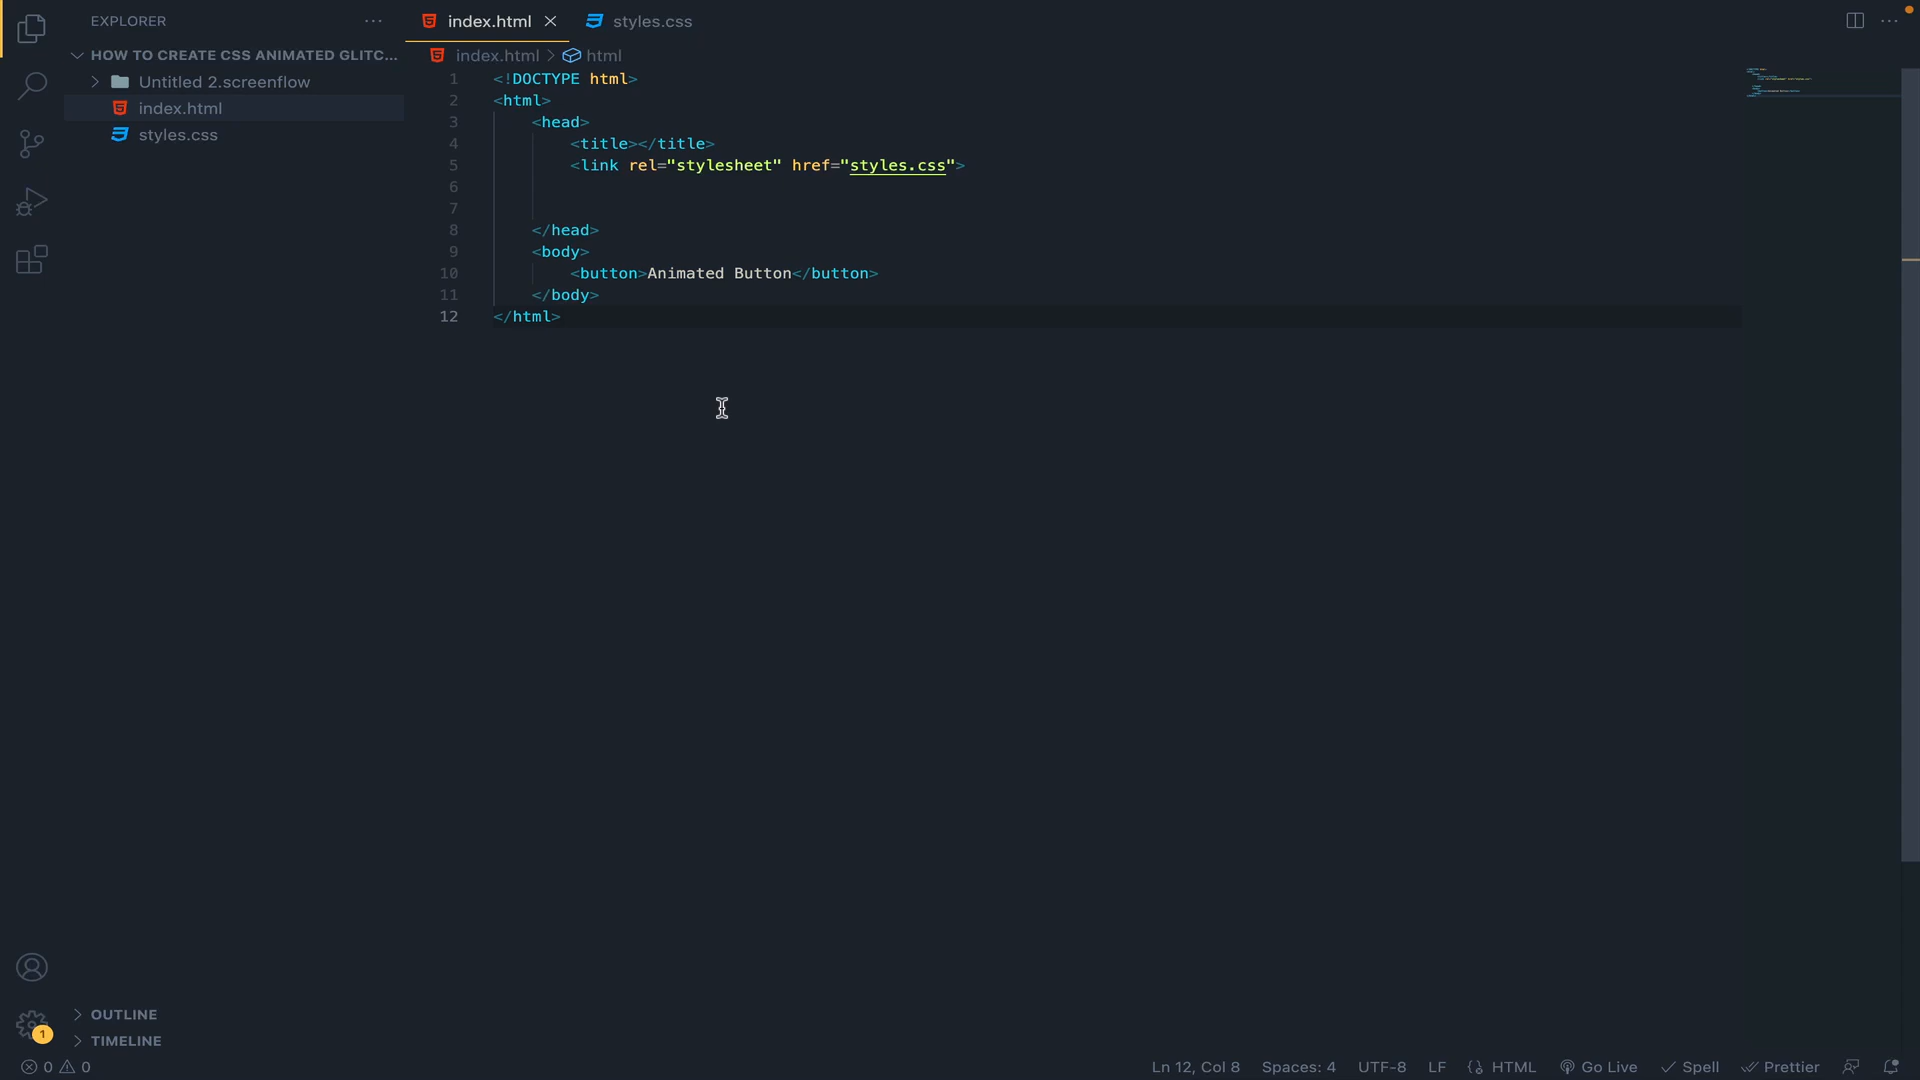 EXPLORER
HOW TO CREATE CSS ANIMATED GLITC...
Untitled 2.screenflow
index.html
styles.css
index.html
styles.css
index.html > html
1 <!DOCTYPE html>
2 <html>
3 <head>
4 <title></title>
5 <link rel="stylesheet" href="styles.css">
6
7
8 </head>
9 <body>
10 <button>Animated Button</button>
11 </body>
12 </html>
1
OUTLINE
TIMELINE
0 0
Ln 12, Col 8 Spaces: 4 UTF-8 LF HTML Go Live Spell Prettier